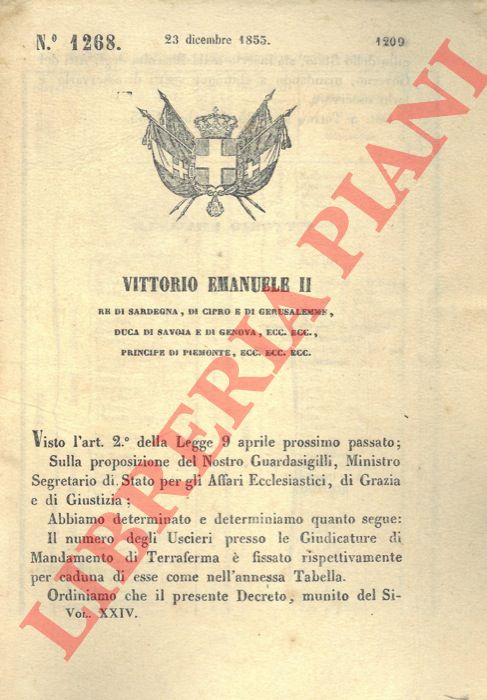 N.º 1268.
23 dicembre 1855.
1209
VITTORIO EMANUELE II
RE DI SARDEGNA, DI CIPRO E DI GERUSALEMME,
DUCA DI SAVOIA E DI GENOVA, ECC. ECC.,
PRINCIPE DI PIEMONTE, ECC. ECC. ECC.
Visto l'art. 2.º della Legge 9 aprile prossimo passato;
Sulla proposizione del Nostro Guardasigilli, Ministro
Segretario di Stato per gli Affari Ecclesiastici, di Grazia
e di Giustizia;
Abbiamo determinato e determiniamo quanto segue:
Il numero degli Uscieri presso le Giudicature di
Mandamento di Terraferma è fissato rispettivamente
per caduna di esse come nell'annessa Tabella.
Ordiniamo che il presente Decreto, munito del Si-
VOL. XXIV.
LIBRERIA PIANI